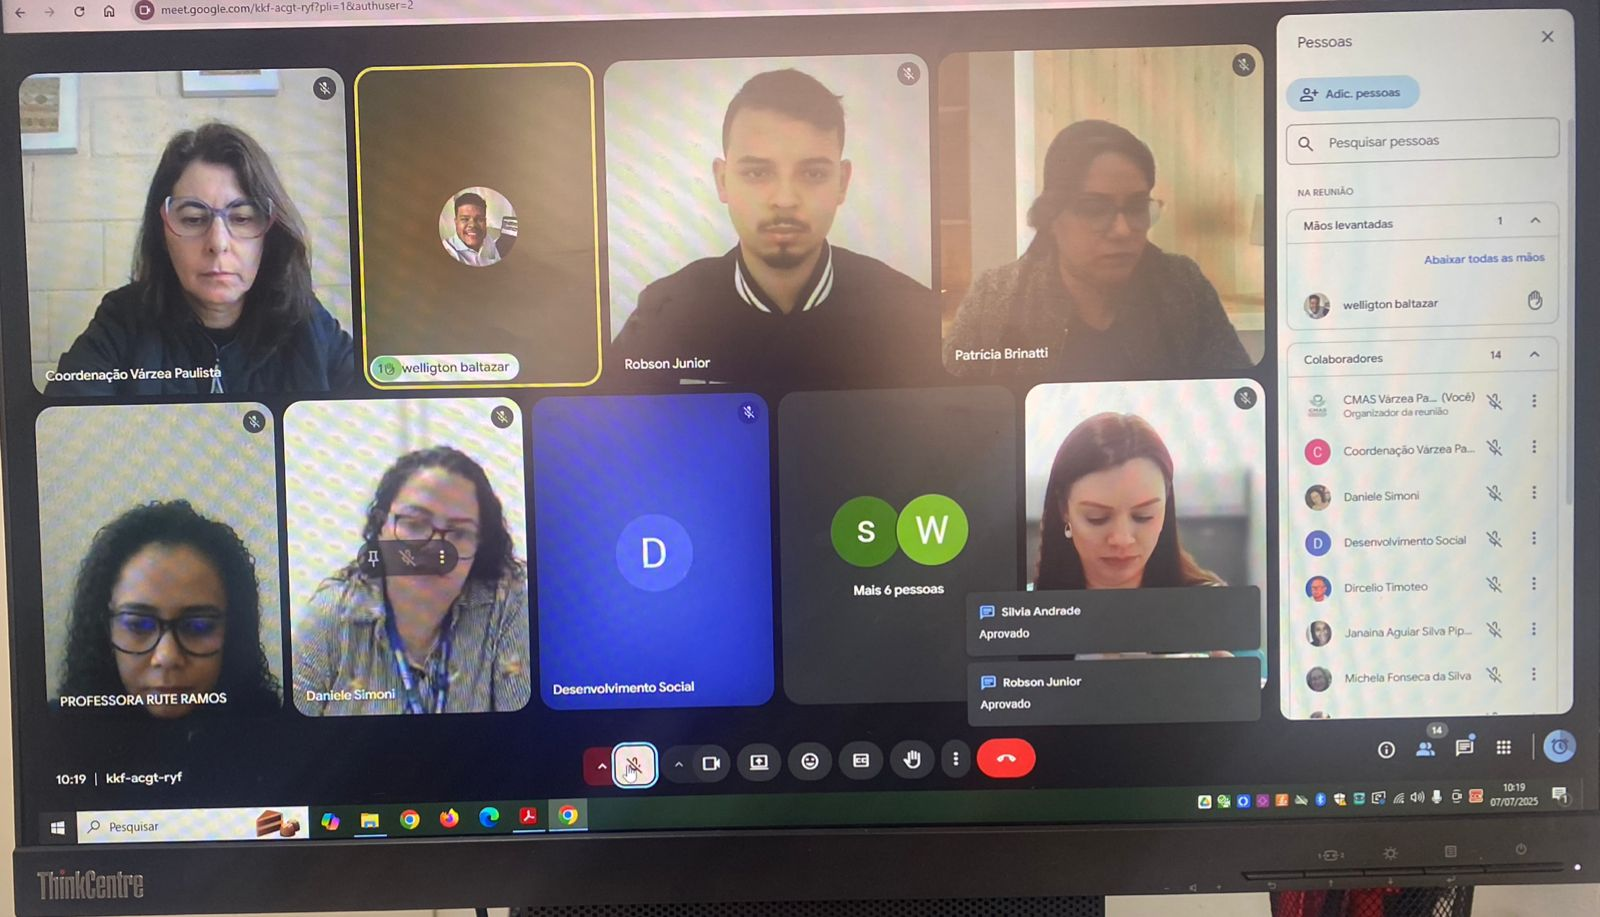 meet.google.com/kkf-acgt-ryf?pli=1&authuser=2
Coordenação Várzea Paulista
1
welligton baltazar
Robson Junior
Patrícia Brinatti
PROFESSORA RUTE RAMOS
Daniele Simoni
D
Desenvolvimento Social
S
W
Mais 6 pessoas
Silvia Andrade
Aprovado
Robson Junior
Aprovado
Pessoas
Adic. pessoas
Pesquisar pessoas
NA REUNIÃO
Mãos levantadas 1
Abaixar todas as mãos
welligton baltazar
Colaboradores 14
CMAS Várzea Pa... (Você)
Organizador da reunião
C Coordenação Várzea Pa...
Daniele Simoni
D Desenvolvimento Social
Dircelio Timoteo
Janaina Aguiar Silva Pip...
Michela Fonseca da Silva
14
10:19 | kkf-acgt-ryf
Pesquisar
10:19
07/07/2025
1
ThinkCentre